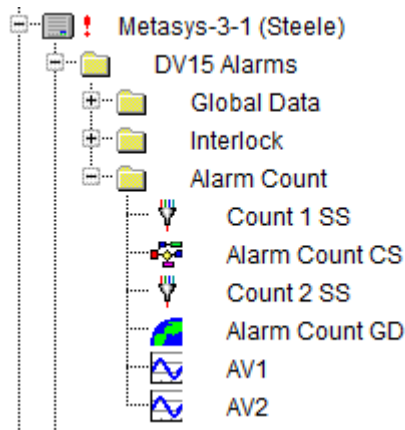 Metasys-3-1 (Steele)
DV15 Alarms
Global Data
Interlock
Alarm Count
Count 1 SS
Alarm Count CS
Count 2 SS
Alarm Count GD
AV1
AV2